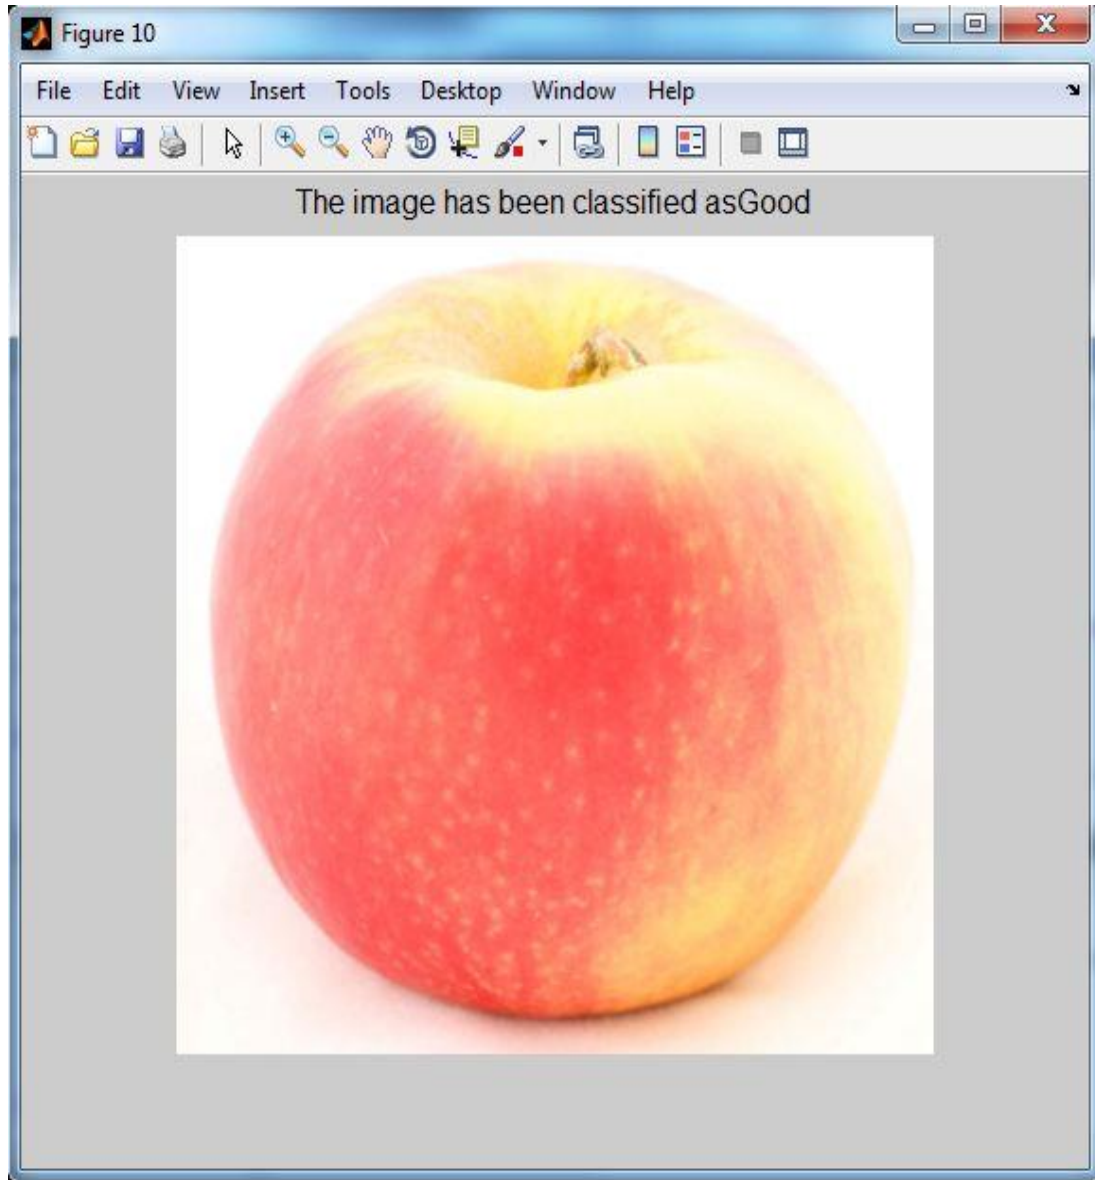 Figure 10
File Edit View Insert Tools Desktop Window Help
The image has been classified asGood